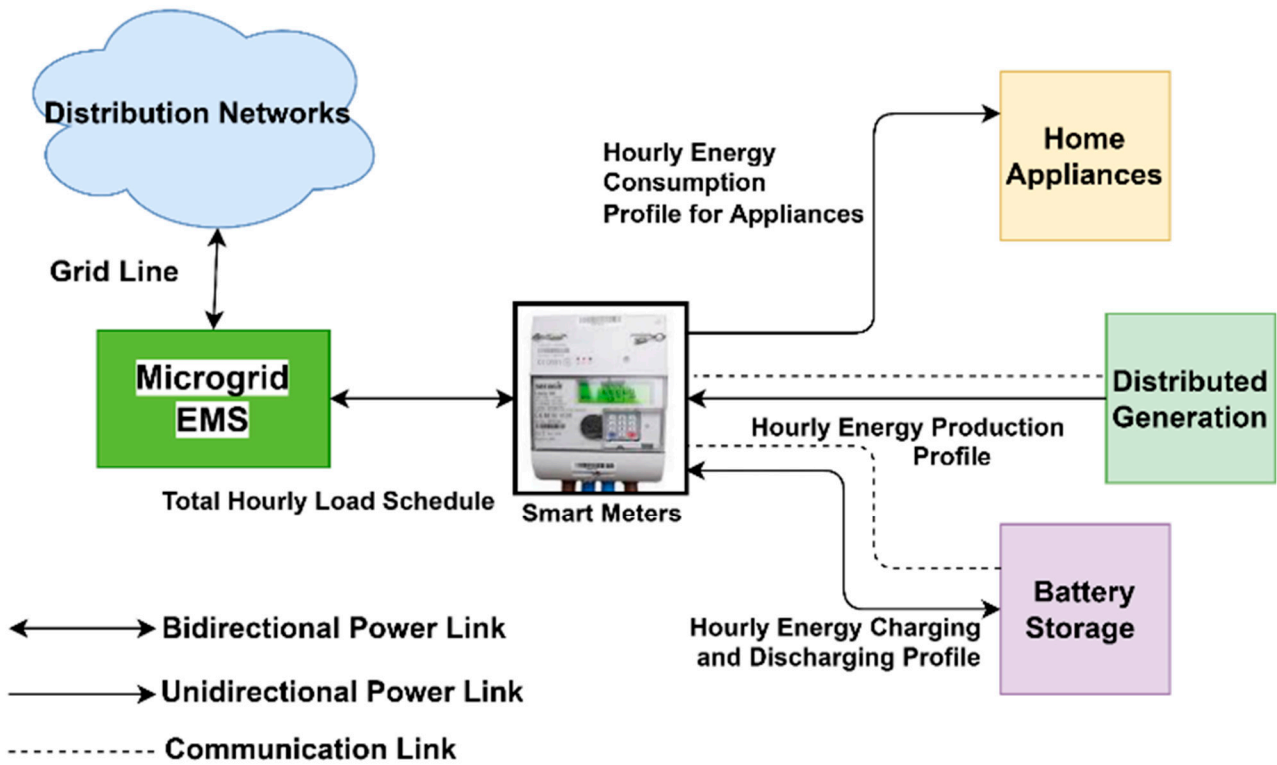 Distribution Networks
Grid Line
Microgrid
EMS
Total Hourly Load Schedule
Smart Meters
Hourly Energy
Consumption
Profile for Appliances
Home
Appliances
Distributed
Generation
Hourly Energy Production
Profile
Battery
Storage
Hourly Energy Charging
and Discharging Profile
Bidirectional Power Link
Unidirectional Power Link
Communication Link